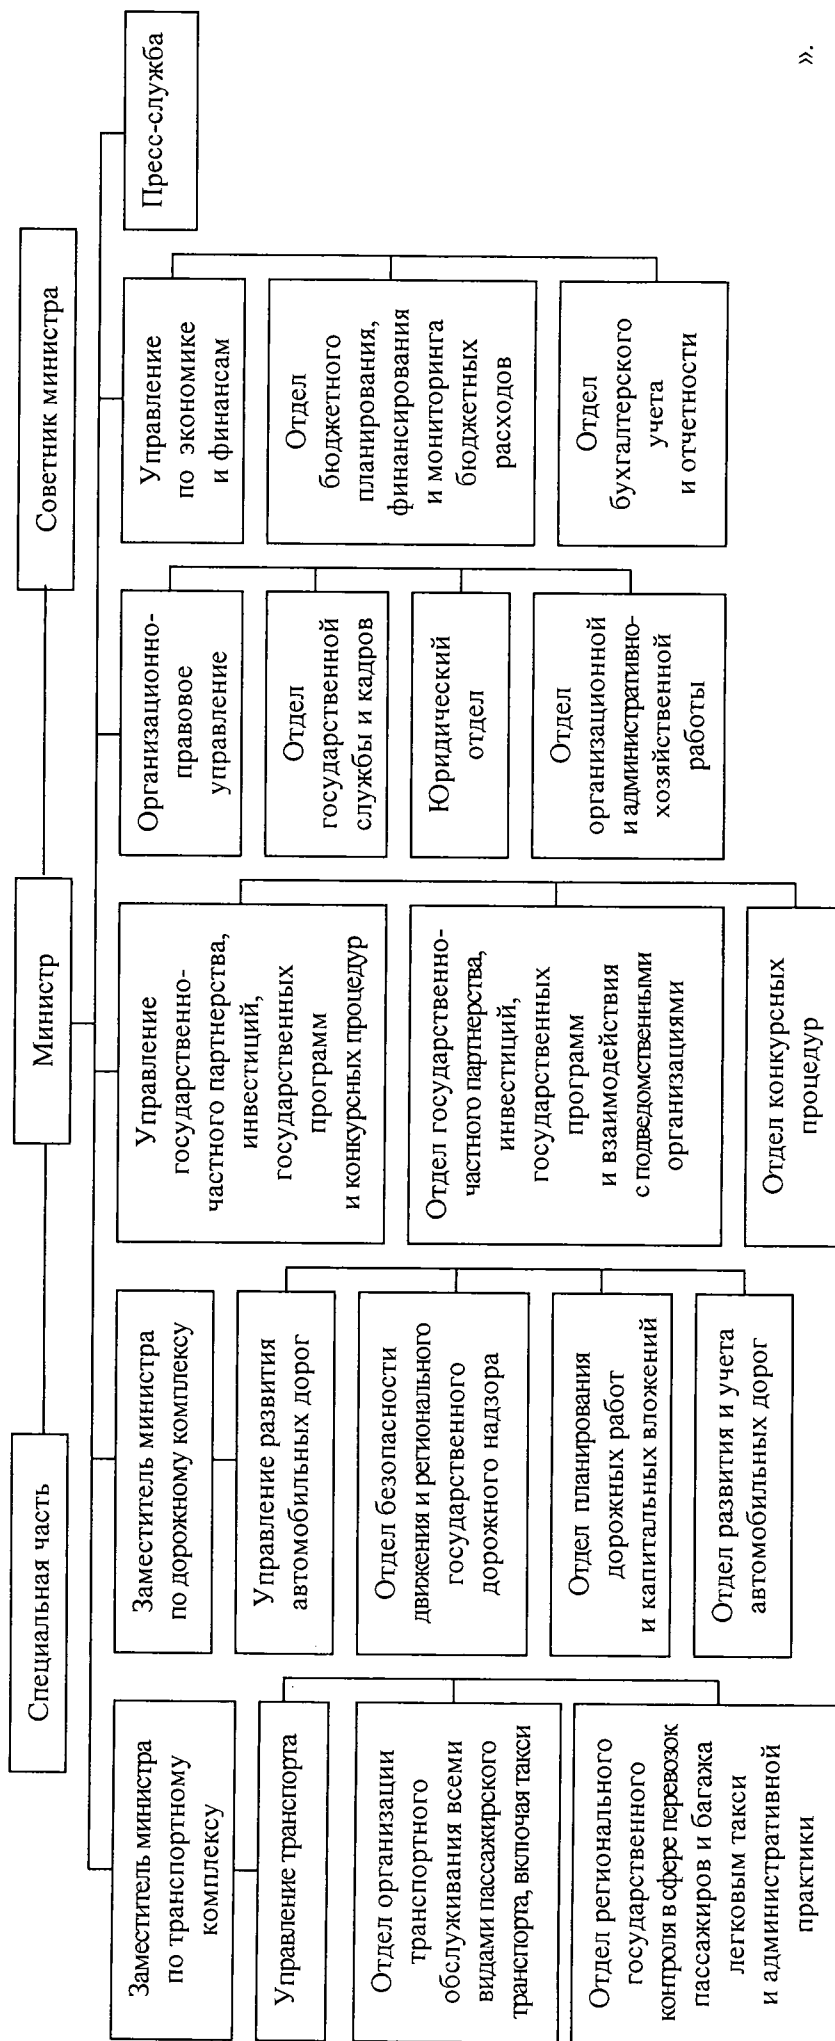 Специальная часть
Министр
Советник министра
Заместитель министра
по транспортному
комплексу
Управление транспорта
Отдел организации
транспортного
обслуживания всеми
видами пассажирского
транспорта, включая такси
Отдел регионального
государственного
контроля в сфере перевозок
пассажиров и багажа
легковым такси
и административной
практики
Заместитель министра
по дорожному комплексу
Управление развития
автомобильных дорог
Отдел безопасности
движения и регионального
государственного
дорожного надзора
Отдел планирования
дорожных работ
и капитальных вложений
Отдел развития и учета
автомобильных дорог
Управление
государственно-
частного партнерства,
инвестиций,
государственных
программ
и конкурсных процедур
Отдел государственно-
частного партнерства,
инвестиций,
государственных
программ
и взаимодействия
с подведомственными
организациями
Отдел конкурсных
процедур
Организационно-
правовое
управление
Отдел
государственной
службы и кадров
Юридический
отдел
Отдел
организационной
и административно-
хозяйственной
работы
Управление
по экономике
и финансам
Отдел
бюджетного
планирования,
финансирования
и мониторинга
бюджетных
расходов
Отдел
бухгалтерского
учета
и отчетности
Пресс-служба
».